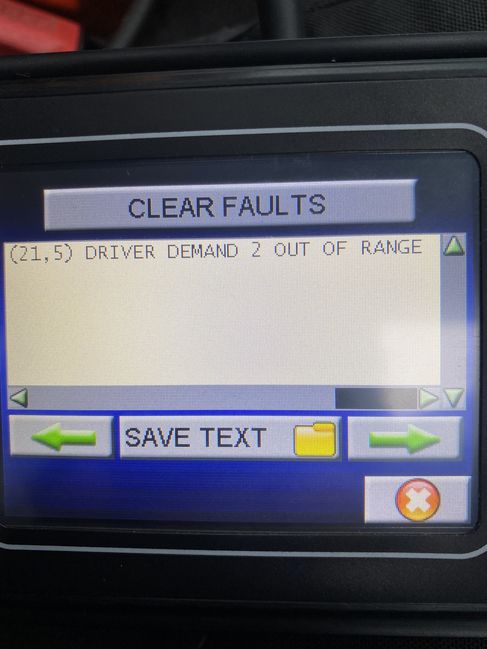 CLEAR FAULTS
(21,5) DRIVER DEMAND 2 OUT OF RANGE
SAVE TEXT